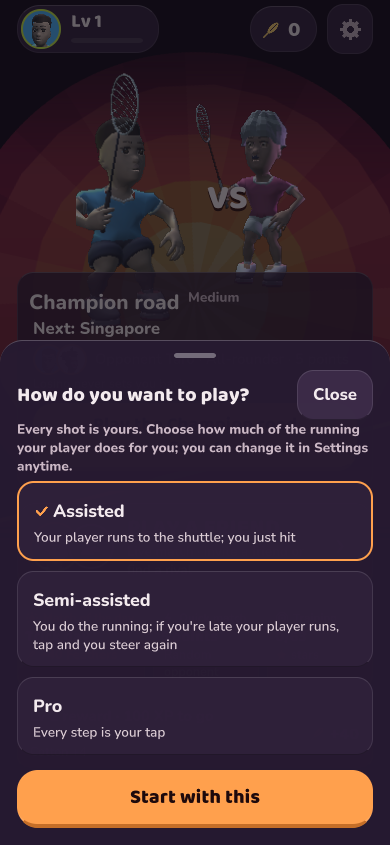 Lv 1
0
VS
Champion road Medium
Next: Singapore
How do you want to play?
Close
Every shot is yours. Choose how much of the running
your player does for you; you can change it in Settings
anytime.
Assisted
Your player runs to the shuttle; you just hit
Semi-assisted
You do the running; if you're late your player runs,
tap and you steer again
Pro
Every step is your tap
Start with this